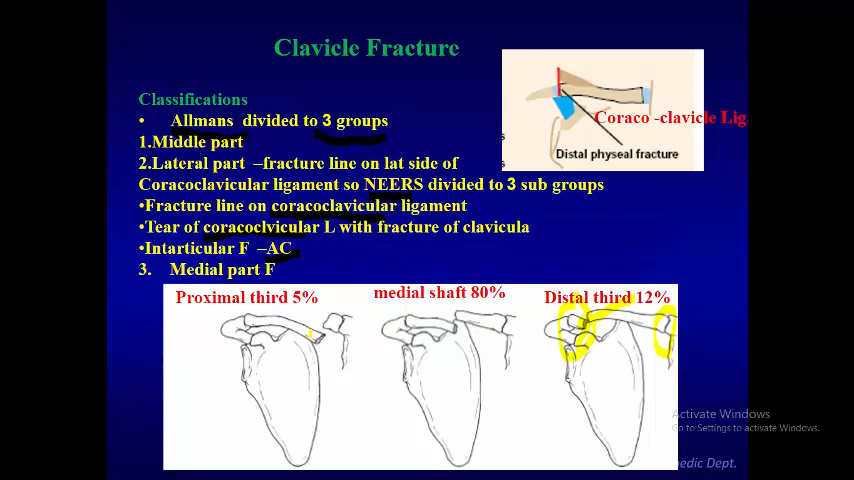 Clavicle Fracture
Classifications
• Allmans divided to 3 groups
1.Middle part
2.Lateral part –fracture line on lat side of
Coracoclavicular ligament so NEERS divided to 3 sub groups
•Fracture line on coracoclavicular ligament
•Tear of coracoclvicular L with fracture of clavicula
•Intarticular F –AC
3. Medial part F
Coraco -clavicle Lig
Distal physeal fracture
Proximal third 5%
medial shaft 80%
Distal third 12%
Activate Windows
Go to Settings to activate Windows.
pedic Dept.